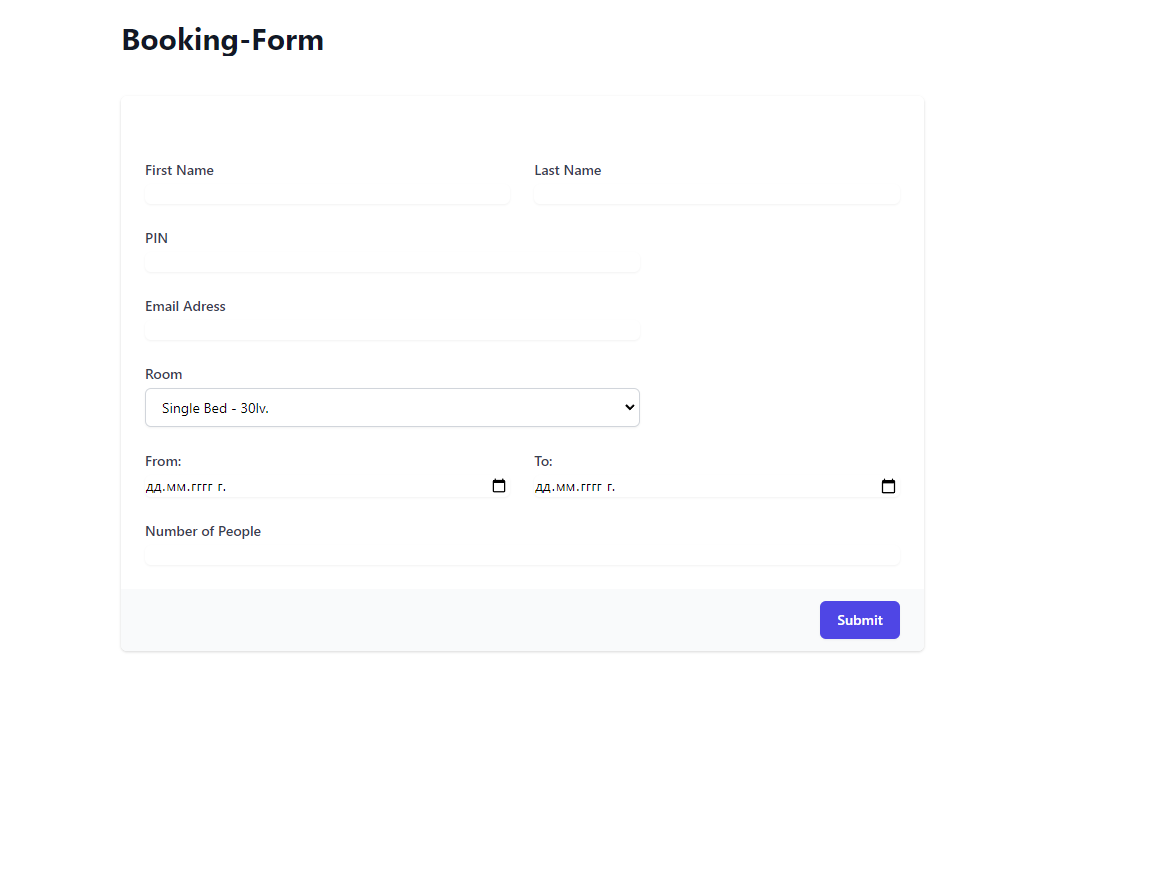 Booking-Form
First Name Last Name
PIN
Email Adress
Room
Single Bed - 30lv.
From: To:
дд.мм.гггг г. дд.мм.гггг г.
Number of People
Submit